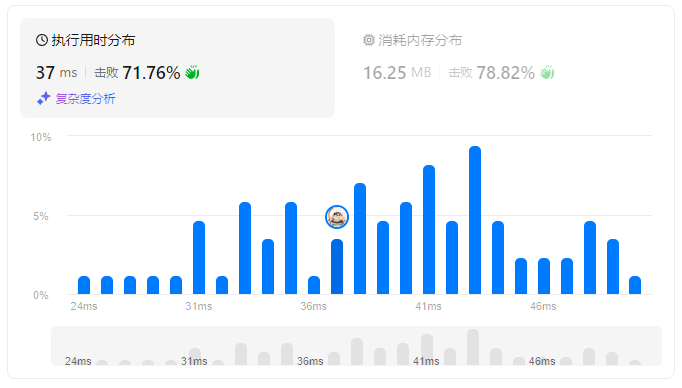 执行用时分布
37 ms 击败 71.76%
复杂度分析
消耗内存分布
16.25 MB 击败 78.82%
10%
5%
0%
24ms 31ms 36ms 41ms 46ms
24ms 31ms 36ms 41ms 46ms